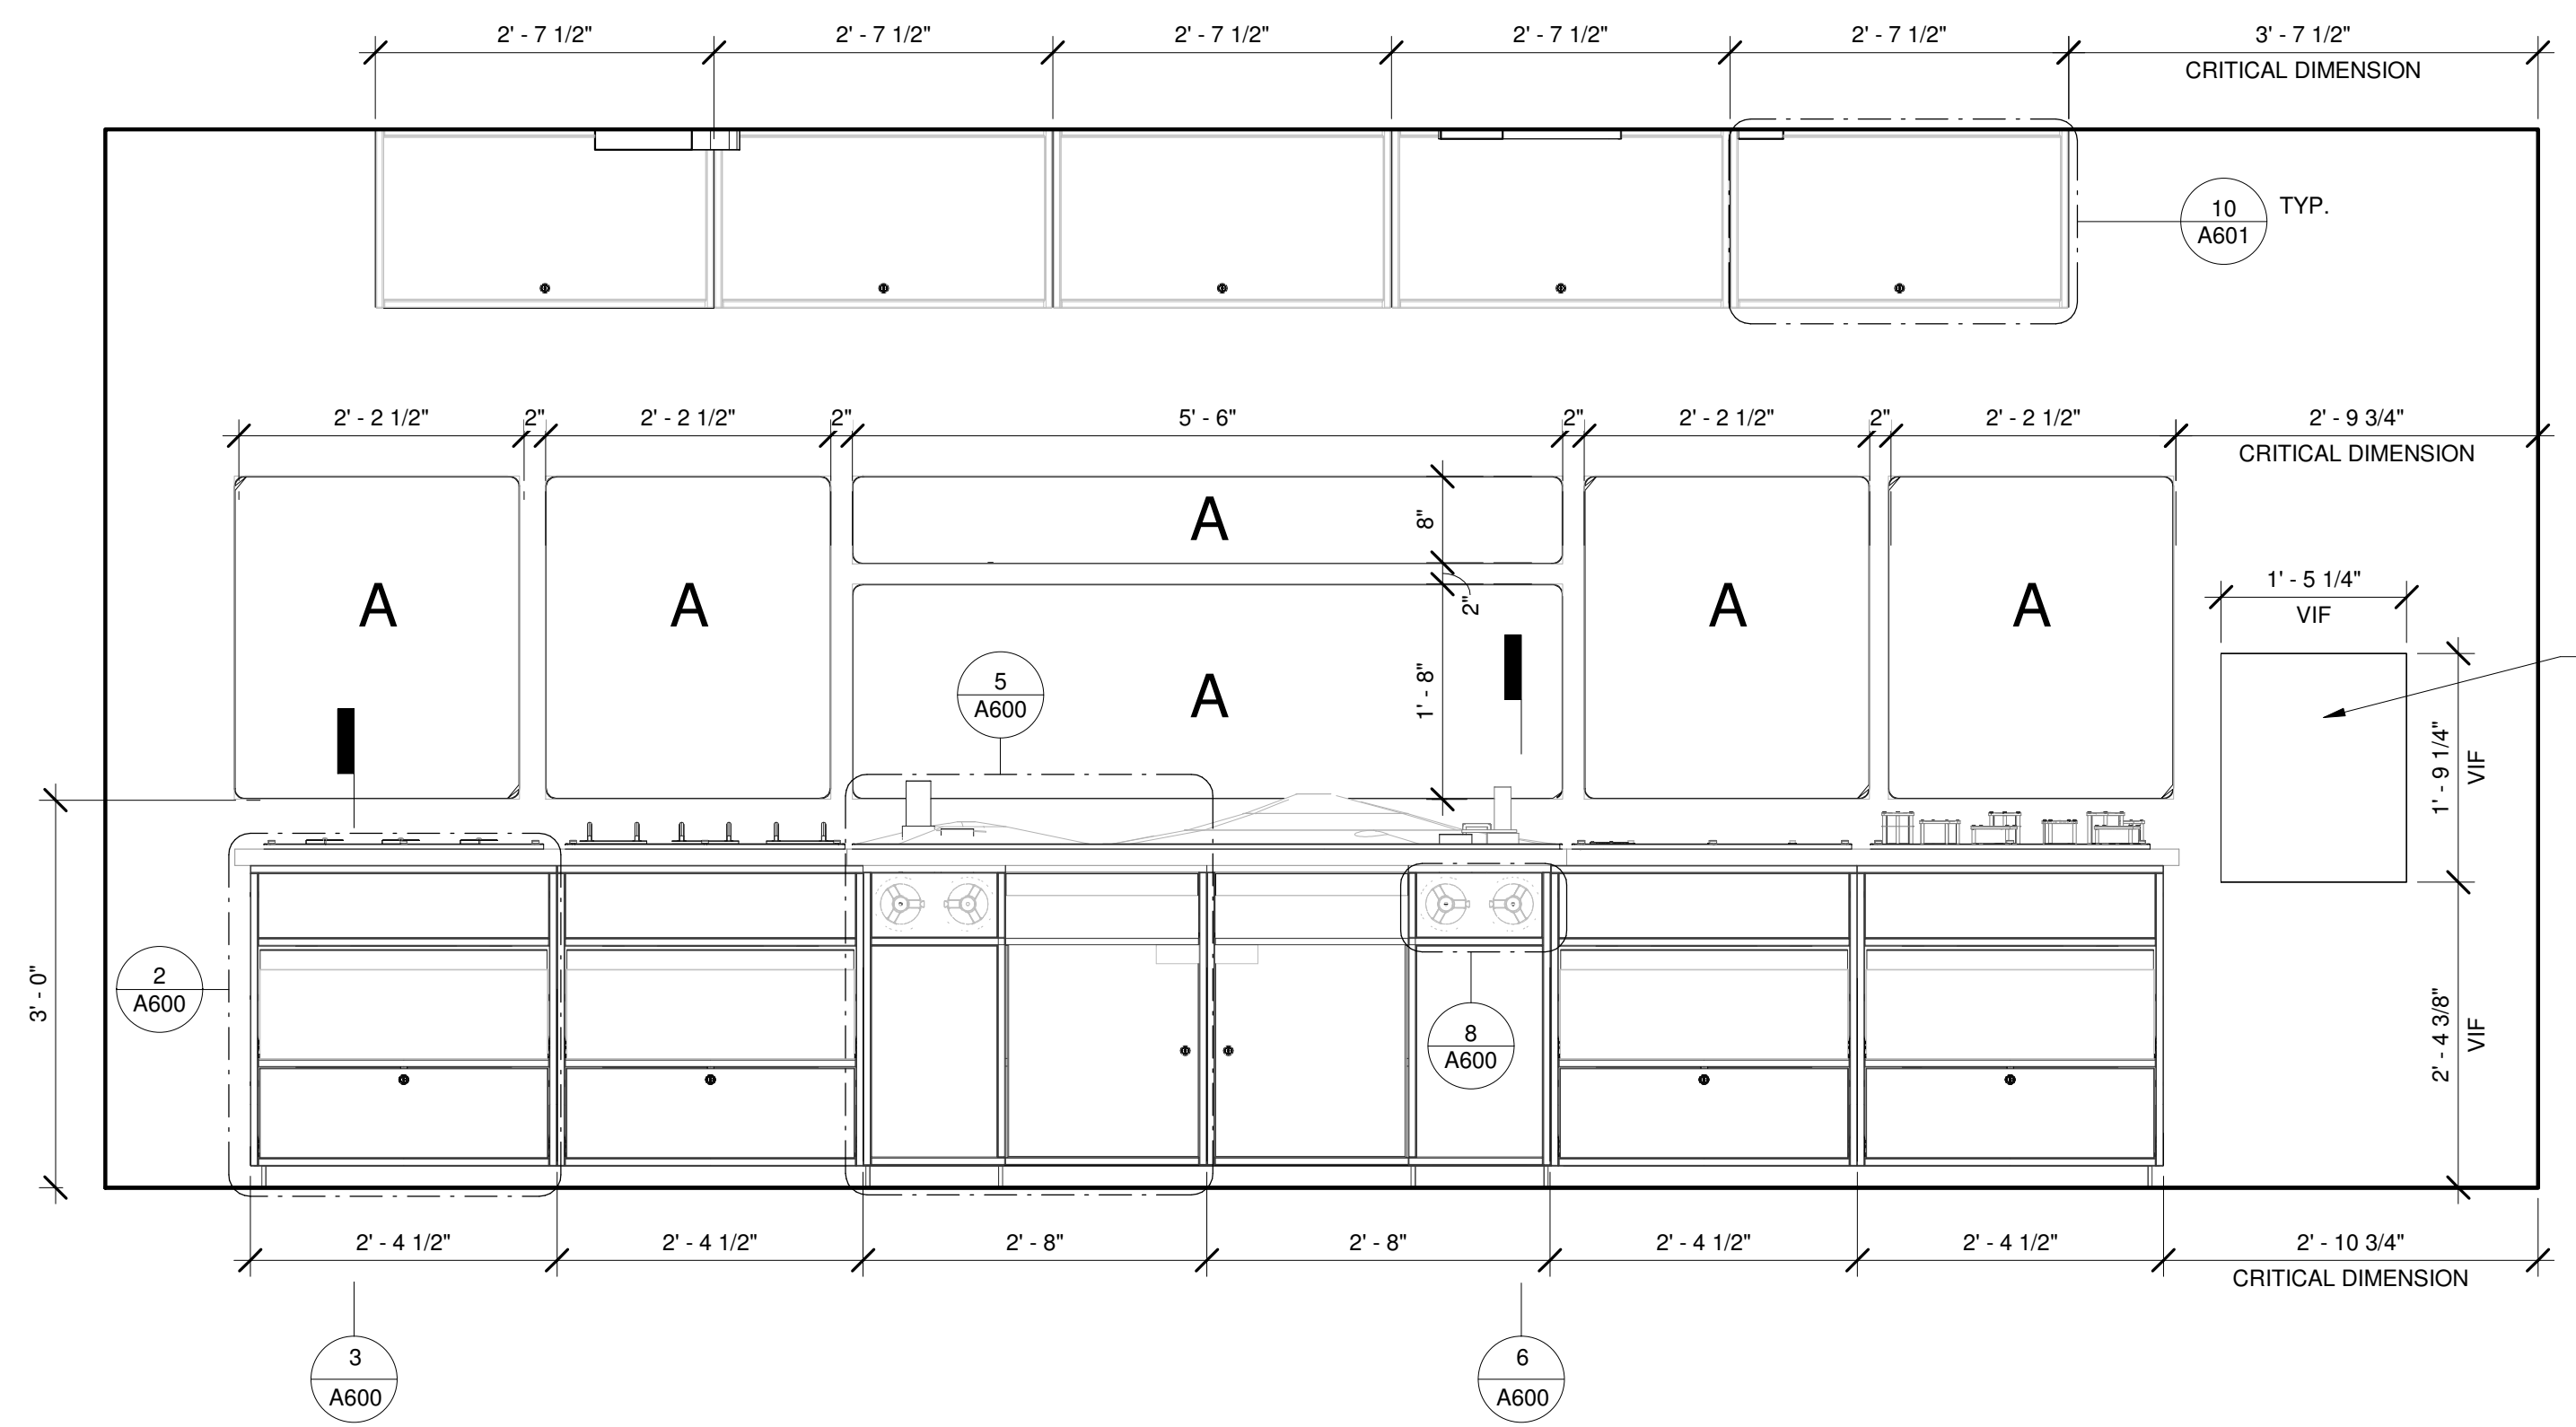 2' - 7 1/2" 2' - 7 1/2" 2' - 7 1/2" 2' - 7 1/2" 2' - 7 1/2" 3' - 7 1/2"
CRITICAL DIMENSION
10 TYP.
A601
2' - 2 1/2" 2" 2' - 2 1/2" 2" 5' - 6" 2" 2' - 2 1/2" 2" 2' - 2 1/2" 2' - 9 3/4"
CRITICAL DIMENSION
A 8"
A A 2" A A
1' - 5 1/4"
VIF
5
A600
A 1' - 8"
1' - 9 1/4"
VIF
2
A600
3' - 0"
8
A600
2' - 4 3/8"
VIF
2' - 4 1/2" 2' - 4 1/2" 2' - 8" 2' - 8" 2' - 4 1/2" 2' - 4 1/2" 2' - 10 3/4"
CRITICAL DIMENSION
3
A600
6
A600